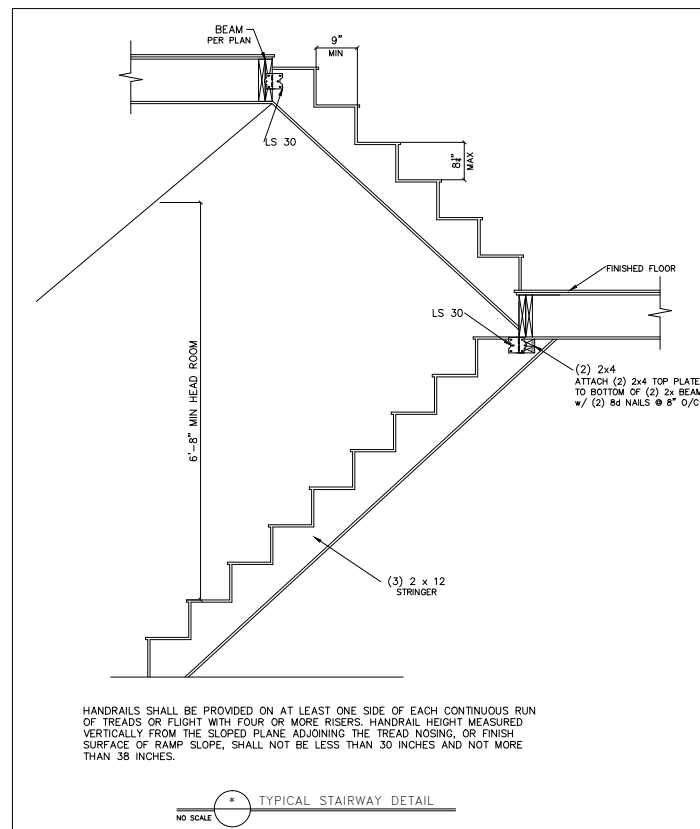 BEAM
PER PLAN
9"
MIN
LS 30
8¼"
MAX
FINISHED FLOOR
LS 30
(2) 2x4
ATTACH (2) 2x4 TOP PLATE
TO BOTTOM OF (2) 2x BEAM
w/ (2) 8d NAILS @ 8" O/C
6'-8" MIN HEAD ROOM
(3) 2 x 12
STRINGER
HANDRAILS SHALL BE PROVIDED ON AT LEAST ONE SIDE OF EACH CONTINUOUS RUN
OF TREADS OR FLIGHT WITH FOUR OR MORE RISERS. HANDRAIL HEIGHT MEASURED
VERTICALLY FROM THE SLOPED PLANE ADJOINING THE TREAD NOSING, OR FINISH
SURFACE OF RAMP SLOPE, SHALL NOT BE LESS THAN 30 INCHES AND NOT MORE
THAN 38 INCHES.
* TYPICAL STAIRWAY DETAIL
NO SCALE